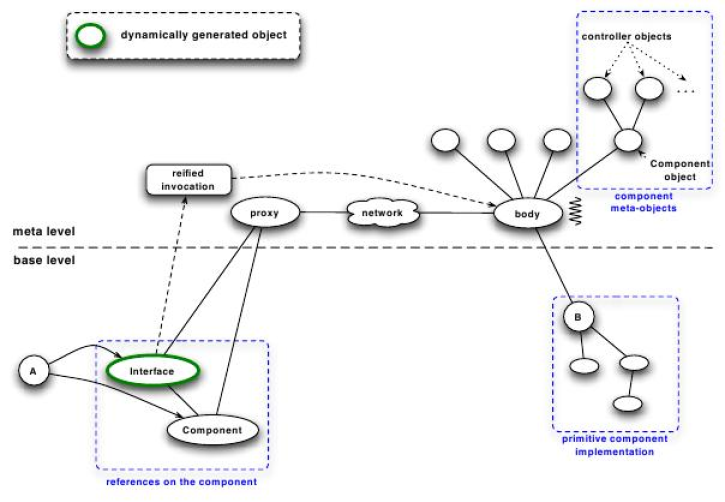 dynamically generated object
controller objects
. . .
Component
object
component
meta-objects
reified
invocation
proxy
network
body
meta level
base level
B
A
Interface
Component
primitive component
implementation
references on the component